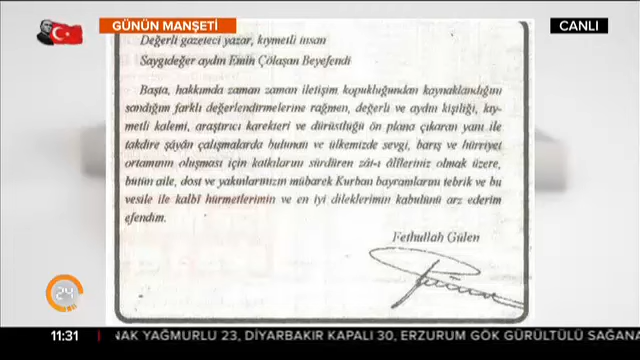 GÜNÜN MANŞETİ
CANLI
Değerli gazeteci yazar, kıymetli insan
Saygıdeğer aydın Emin Çölaşan Beyefendi
Başta, hakkımda zaman zaman iletişim kopukluğundan kaynaklandığını
sandığım farklı değerlendirmelerine rağmen, değerli ve aydın kişiliği, kıy-
metli kalemi, araştırıcı karekteri ve dürüstlüğü ön plana çıkaran yanı ile
takdire şâyân çalışmalarda bulunan ve ülkemizde sevgi, barış ve hürriyet
ortamının oluşması için katkılarını sürdüren zât-ı âlîleriniz olmak üzere,
bütün aile, dost ve yakınlarınızın mübarek Kurban bayramlarını tebrik ve bu
vesile ile kalbî hürmetlerimin ve en iyi dileklerimin kabulünü arz ederim
efendim.
Fethullah Gülen
24
11:31
NAK YAĞMURLU 23, DİYARBAKIR KAPALI 30, ERZURUM GÖK GÜRÜLTÜLÜ SAĞANA